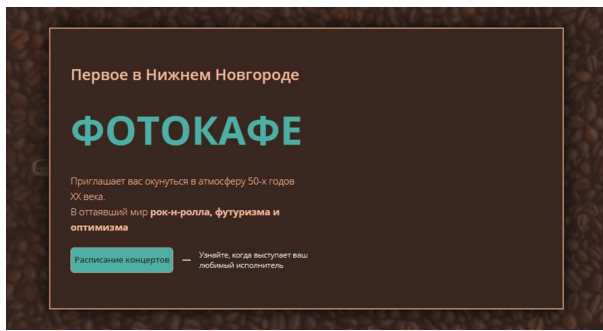 Первое в Нижнем Новгороде
ФОТОКАФЕ
Приглашает вас окунуться в атмосферу 50-х годов
XX века.
В оттаявший мир рок-н-ролла, футуризма и
оптимизма
Расписание концертов — Узнайте, когда выступает ваш
любимый исполнитель